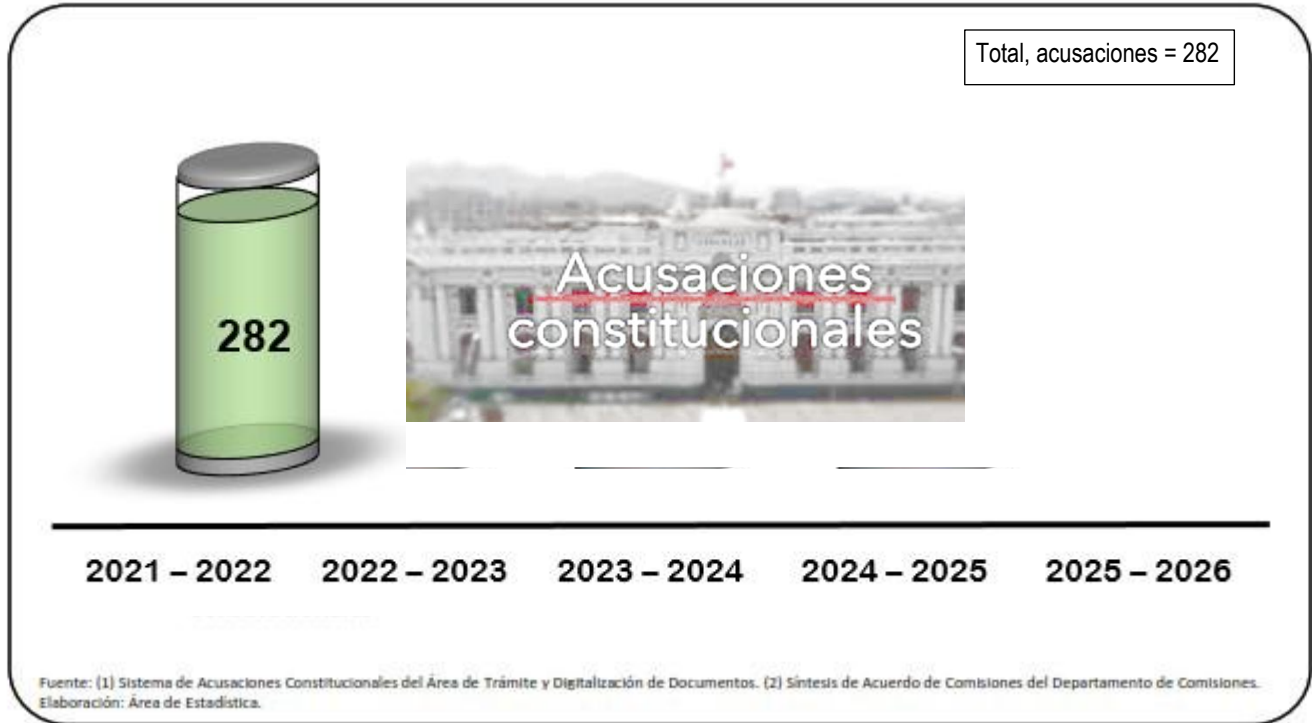 Total, acusaciones = 282
282
Acusaciones
constitucionales
2021 – 2022 2022 – 2023 2023 – 2024 2024 – 2025 2025 – 2026
Fuente: (1) Sistema de Acusaciones Constitucionales del Área de Trámite y Digitalización de Documentos. (2) Síntesis de Acuerdo de Comisiones del Departamento de Comisiones.
Elaboración: Área de Estadística.